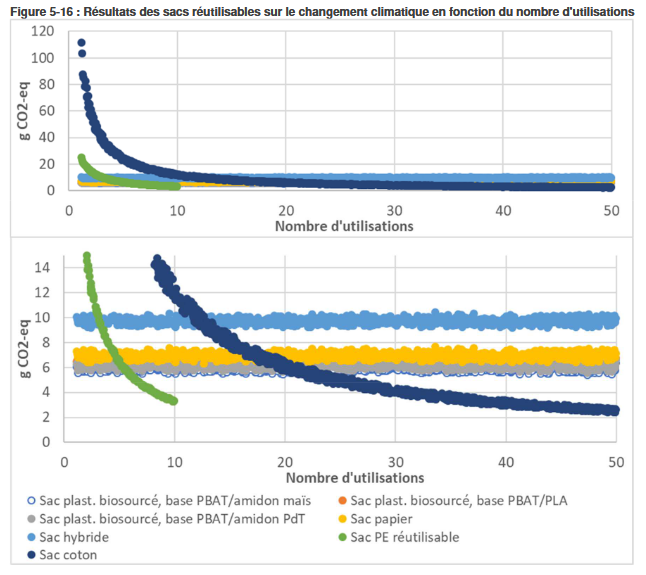 Figure 5-16 : Résultats des sacs réutilisables sur le changement climatique en fonction du nombre d'utilisations
120
100
80
60
40
20
0
g CO2-eq
0 10 20 30 40 50
Nombre d'utilisations
14
12
10
8
6
4
2
0
g CO2-eq
0 10 20 30 40 50
Nombre d'utilisations
Sac plast. biosourcé, base PBAT/amidon maïs Sac plast. biosourcé, base PBAT/PLA
Sac plast. biosourcé, base PBAT/amidon PdT Sac papier
Sac hybride Sac PE réutilisable
Sac coton